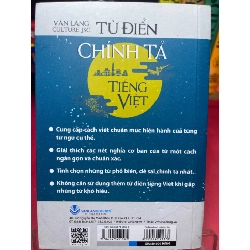 VAN LANG
CULTURE JSC
TỪ ĐIỂN
CHÍNH TẢ
TIẾNG VIỆT
Cung cấp cách viết chuẩn mục hiện hành của từng
từ ngữ cụ thể.
Giải thích các nét nghĩa cơ bản của từ một cách
ngắn gọn và chuẩn xác.
Tinh chọn những từ phổ biến, dễ sai chính tả nhất.
Không cần sử dụng thêm từ điển tiếng Việt khi gặp
những từ khó hiểu.